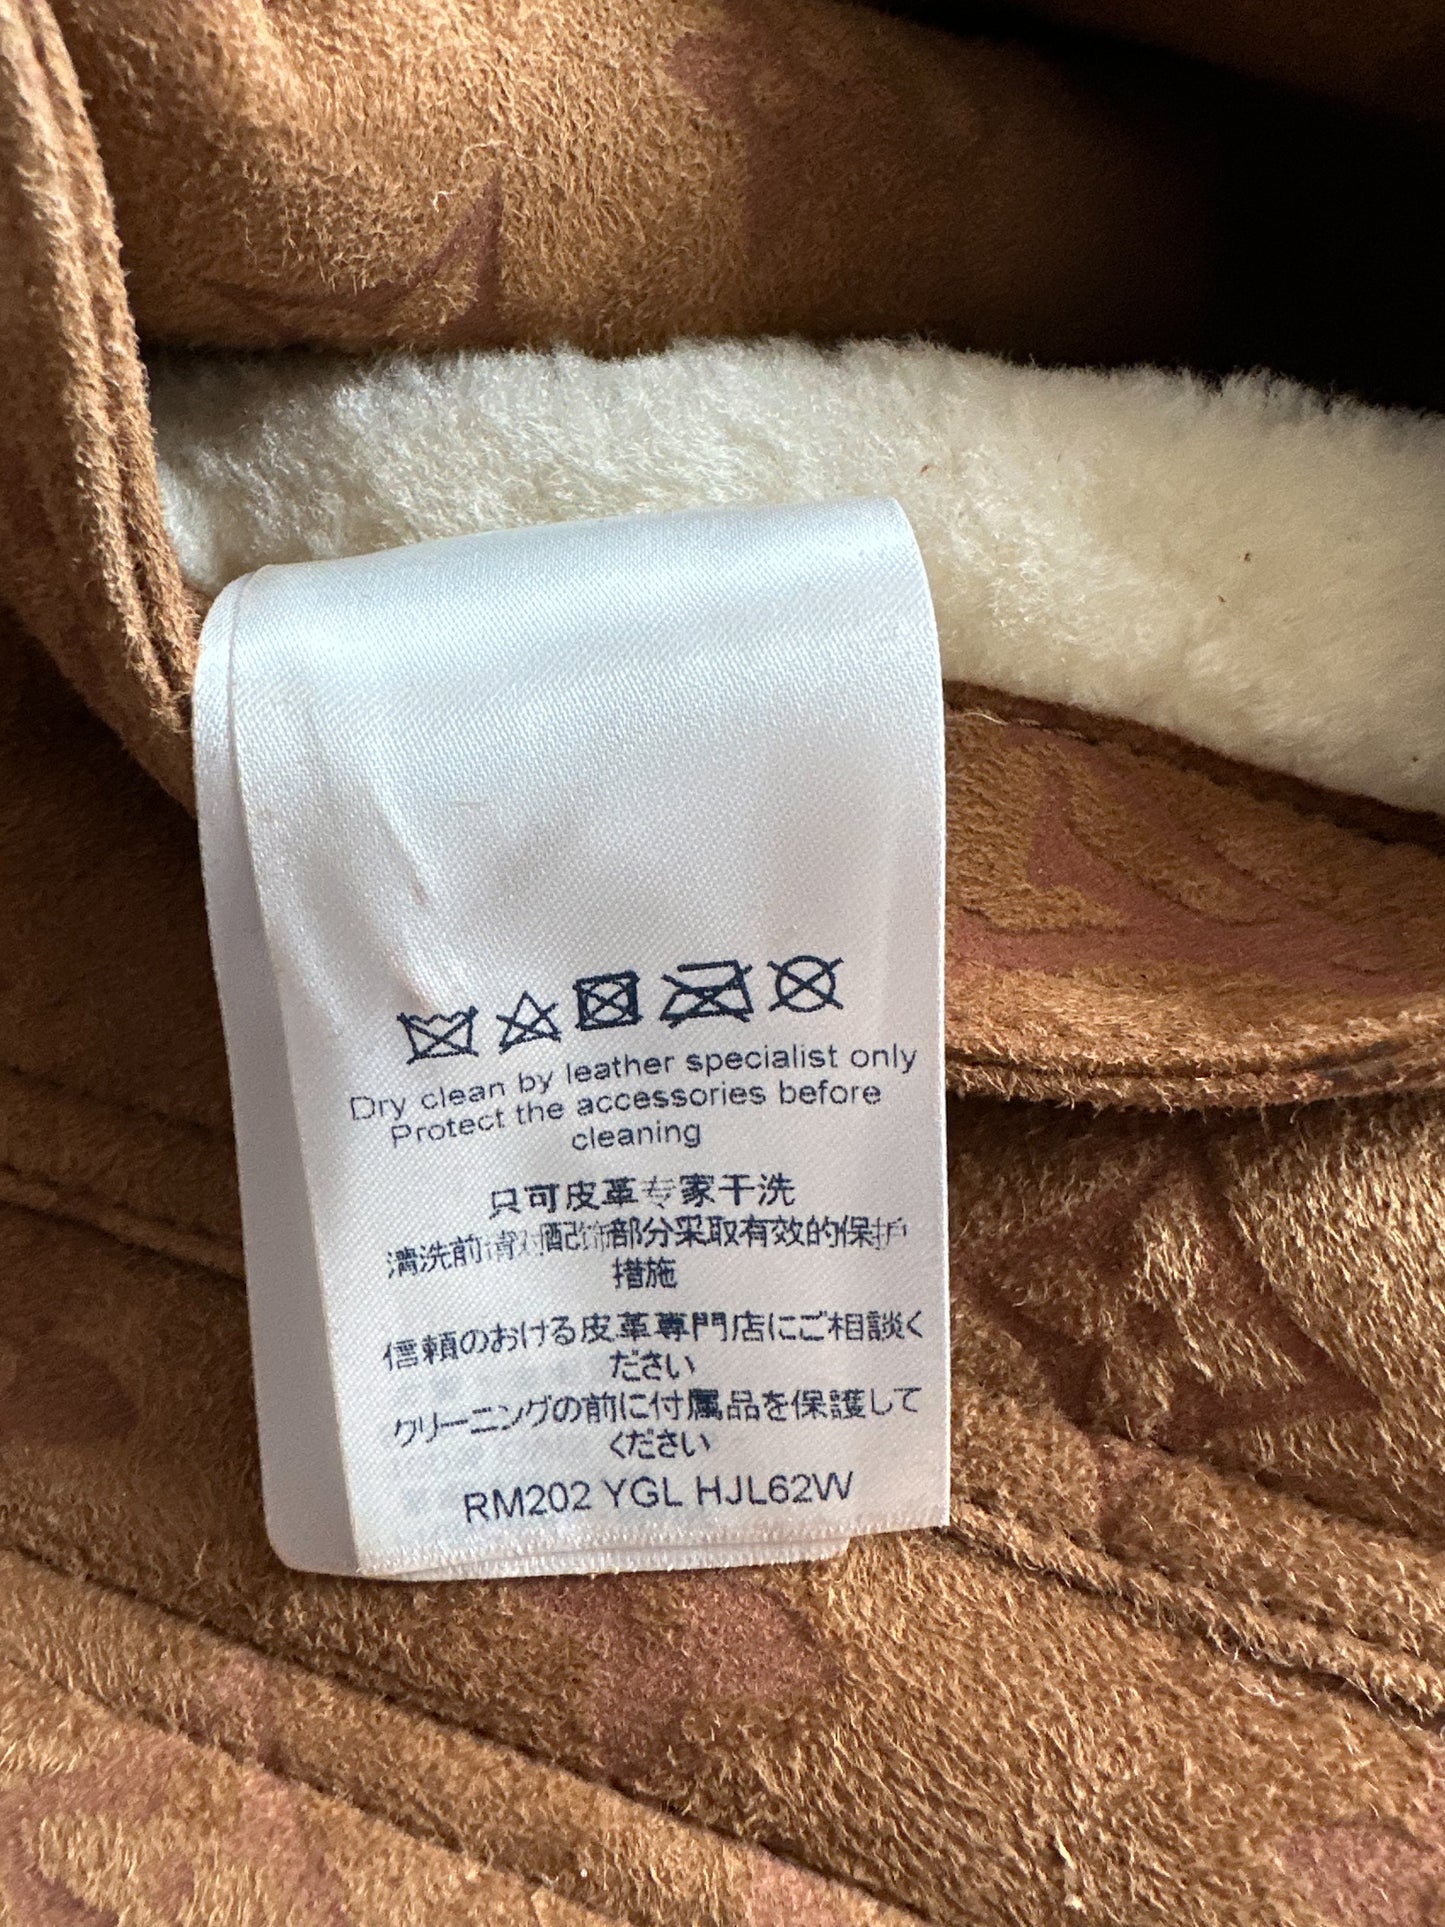 Dry clean by leather specialist only
Protect the accessories before
cleaning
只可皮革专家干洗
清洗前请对配饰部分采取有效的保护
措施
信頼のおける皮革専門店にご相談く
ださい
クリーニングの前に付属品を保護して
ください
RM202 YGL HJL62W